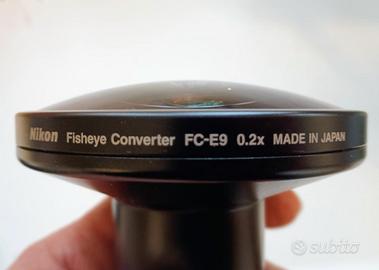 Nikon Fisheye Converter FC-E9 0.2x MADE IN JAPAN
subito